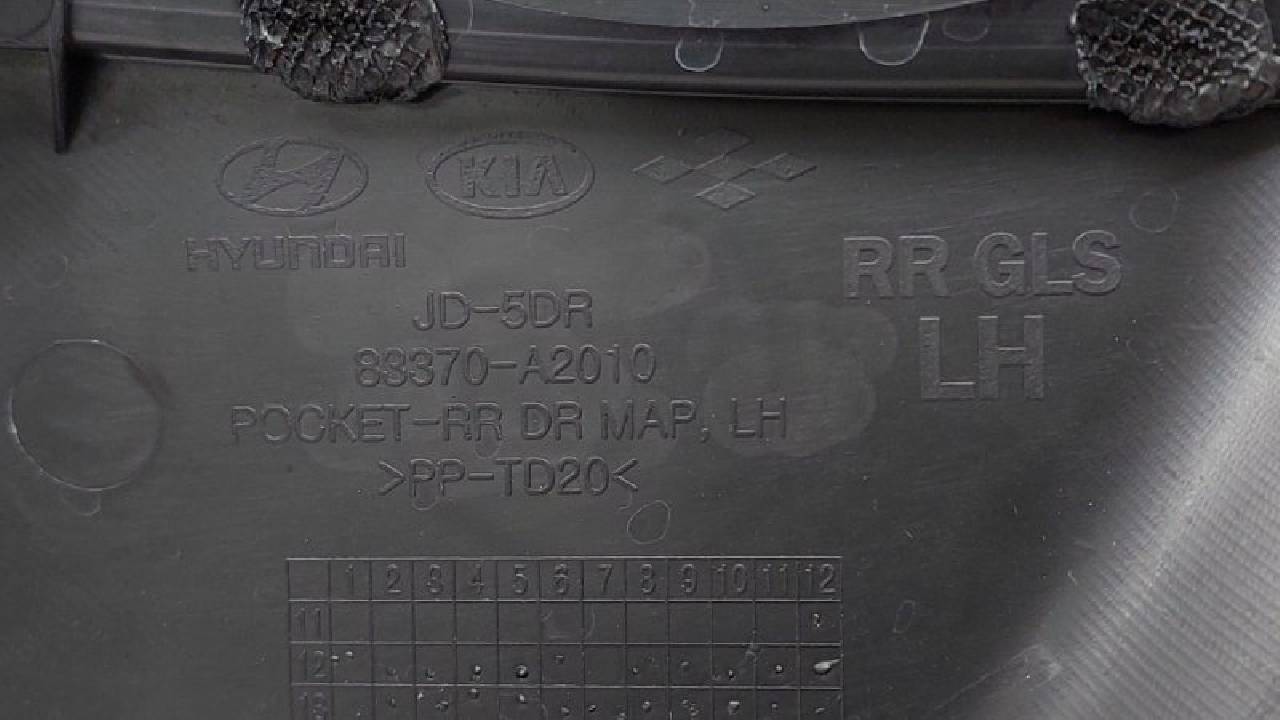 KIA
HYUNDAI
RR GLS
LH
JD-5DR
83370-A2010
POCKET-RR DR MAP, LH
>PP-TD20<
1 2 3 4 5 6 7 8 9 10 11 12
11
12
13